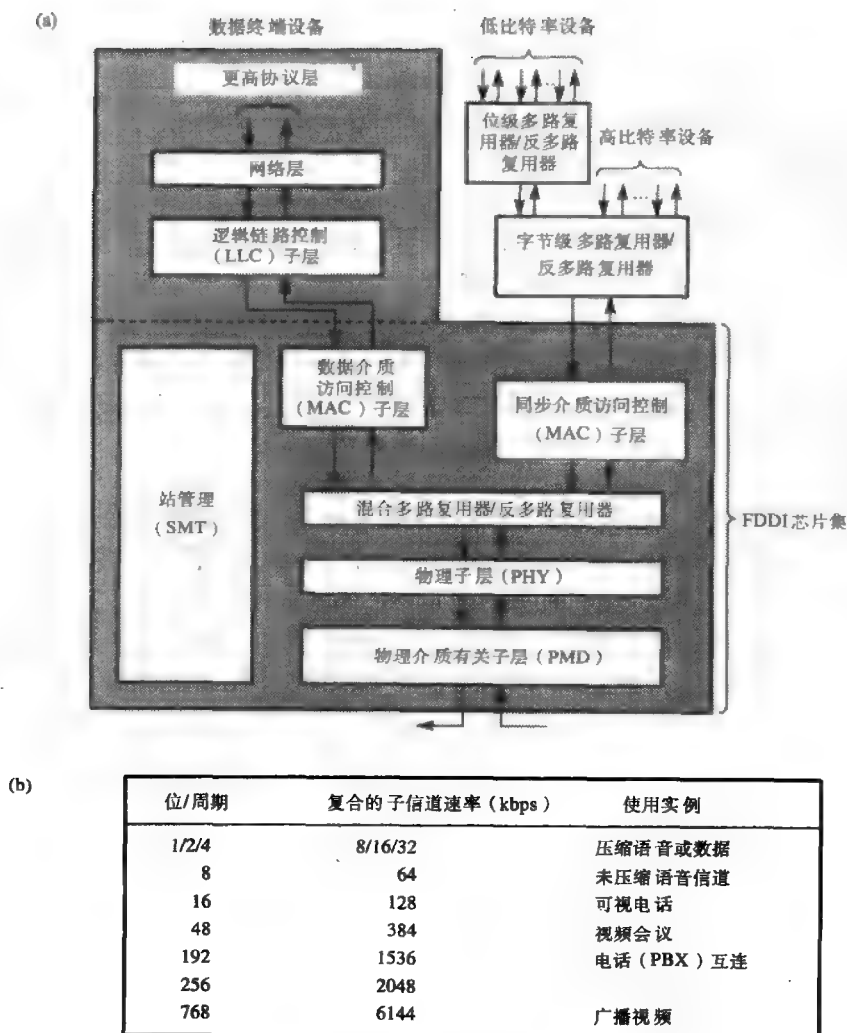 (a)
数据终端设备
低比特率设备
更高协议层
位级多路复
用器/反多路
复用器
高比特率设备
网络层
逻辑链路控制
(LLC)子层
字节级多路复用器/
反多路复用器
数据介质
访问控制
(MAC)子层
同步介质访问控制
(MAC)子层
站管理
(SMT)
混合多路复用器/反多路复用器
FDDI芯片集
物理子层(PHY)
物理介质有关子层(PMD)
(b)
位/周期 复合的子信道速率(kbps) 使用实例
1/2/4 8/16/32 压缩语音或数据
8 64 未压缩语音信道
16 128 可视电话
48 384 视频会议
192 1536 电话(PBX)互连
256 2048
768 6144 广播视频